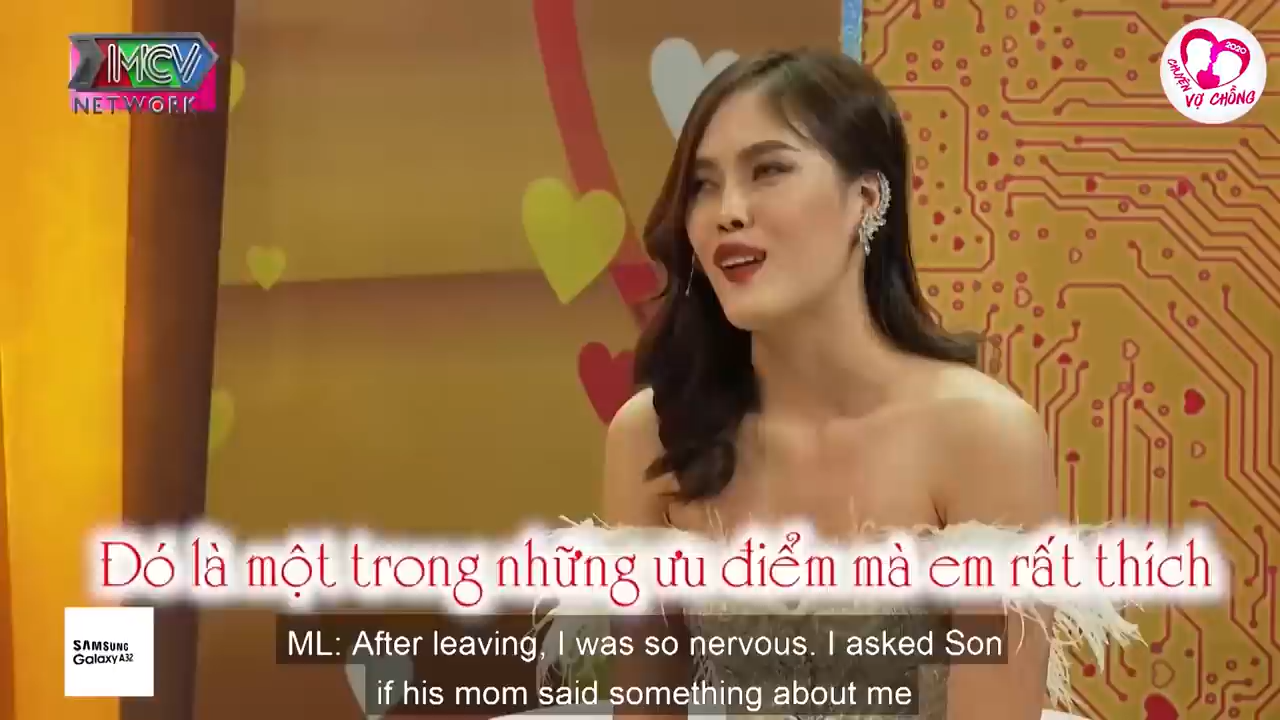 MCV
NETWORK
2020
CHUYỆN
VỢ CHỒNG
Đó là một trong những ưu điểm mà em rất thích
SAMSUNG
Galaxy A32
ML: After leaving, I was so nervous. I asked Son
if his mom said something about me